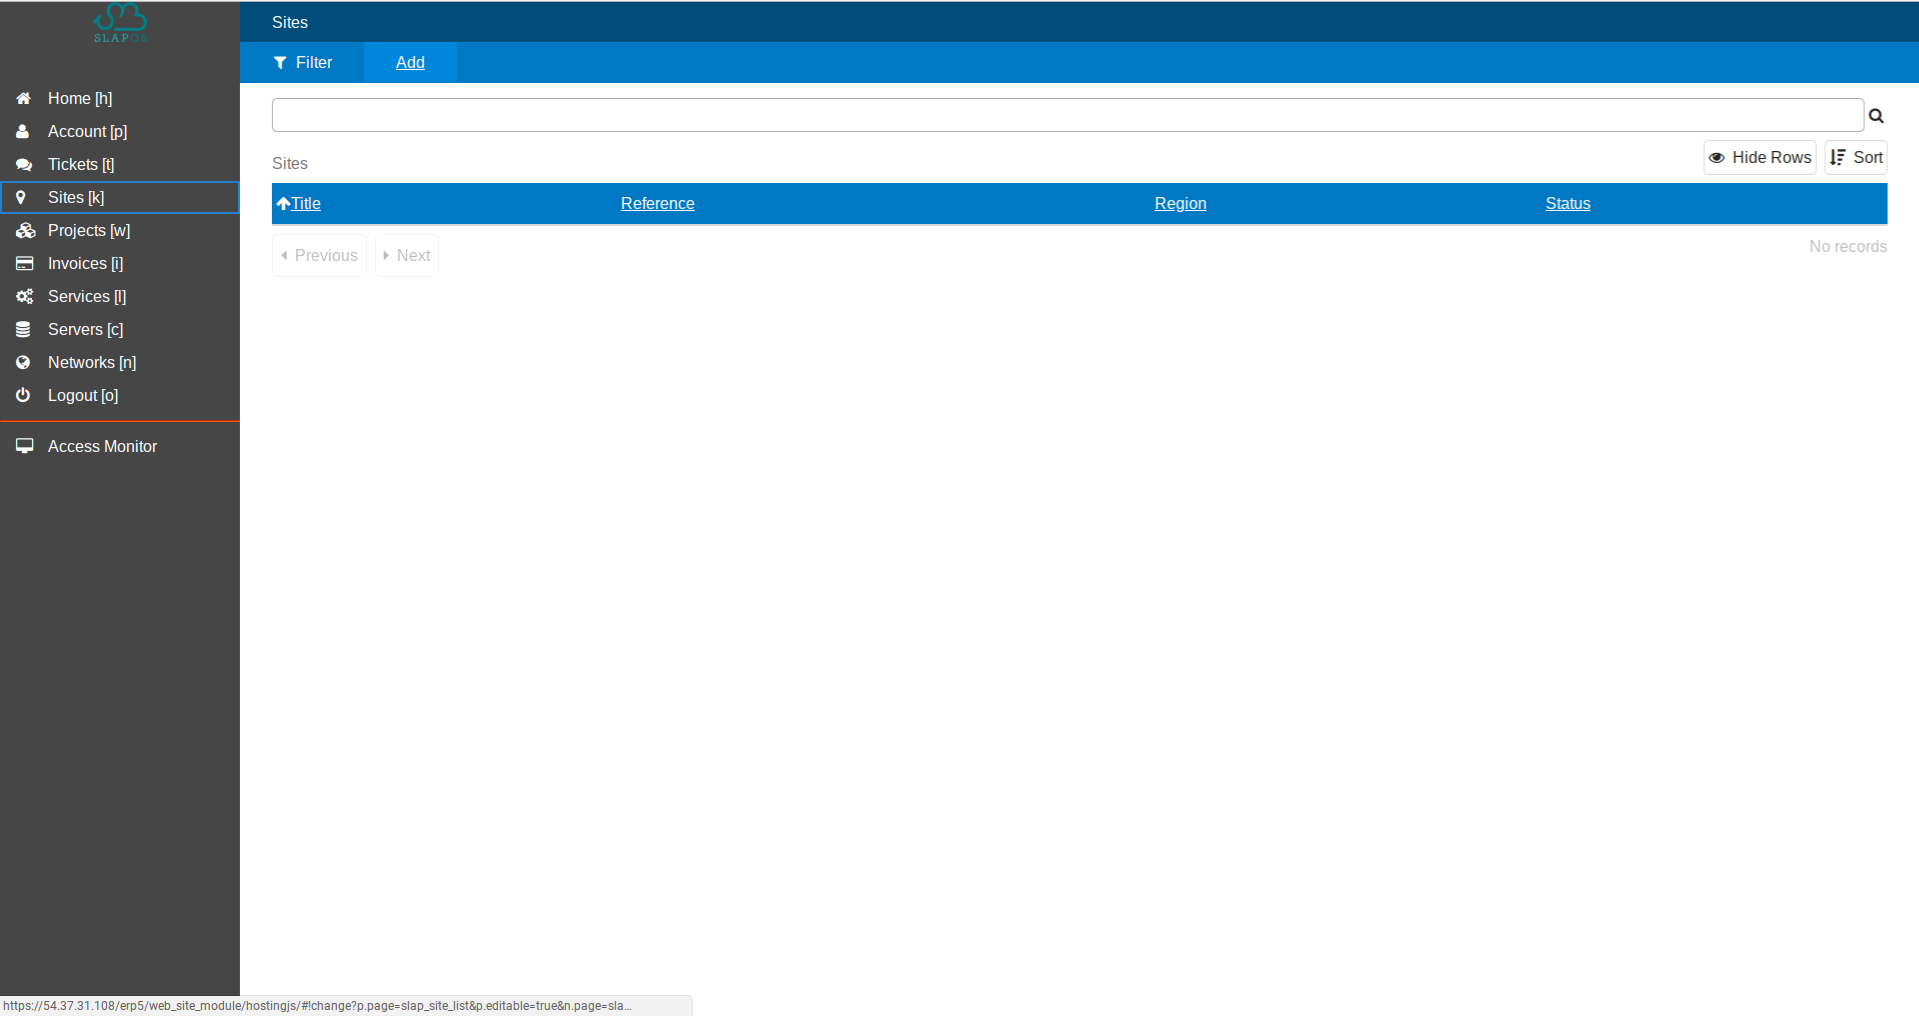 SLAPOS
Home [h]
Account [p]
Tickets [t]
Sites [k]
Projects [w]
Invoices [i]
Services [l]
Servers [c]
Networks [n]
Logout [o]
Access Monitor
Sites
Filter Add
Sites
Hide Rows Sort
Title Reference Region Status
Previous Next
No records
https://54.37.31.108/erp5/web_site_module/hostingjs/#!change?p.page=slap_site_list&p.editable=true&n.page=sla...